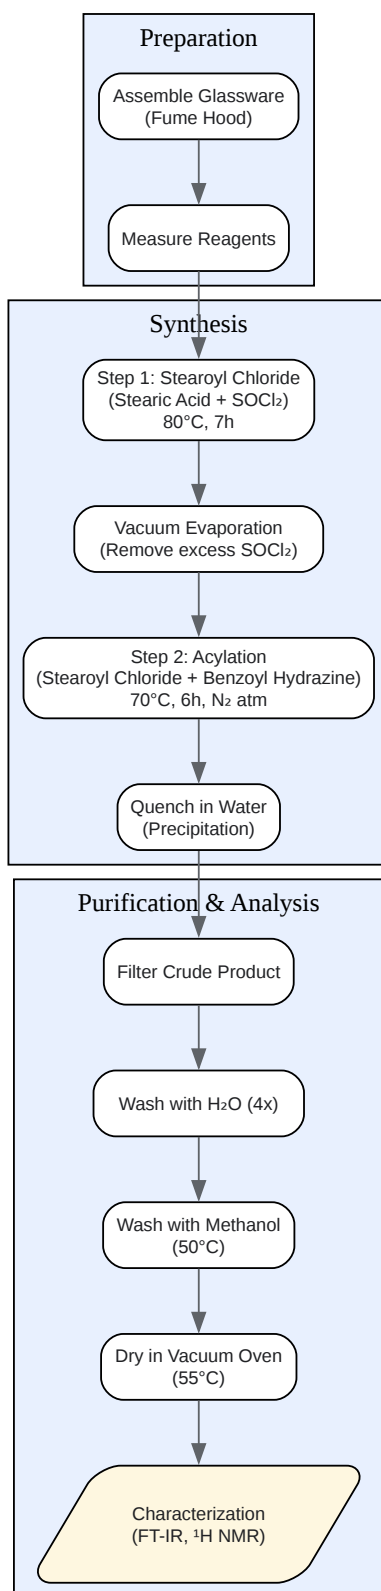 Preparation
Assemble Glassware
(Fume Hood)
Measure Reagents
Synthesis
Step 1: Stearoyl Chloride
(Stearic Acid + SOCl₂)
80°C, 7h
Vacuum Evaporation
(Remove excess SOCl₂)
Step 2: Acylation
(Stearoyl Chloride + Benzoyl Hydrazine)
70°C, 6h, N₂ atm
Quench in Water
(Precipitation)
Purification & Analysis
Filter Crude Product
Wash with H₂O (4x)
Wash with Methanol
(50°C)
Dry in Vacuum Oven
(55°C)
Characterization
(FT-IR, ¹H NMR)